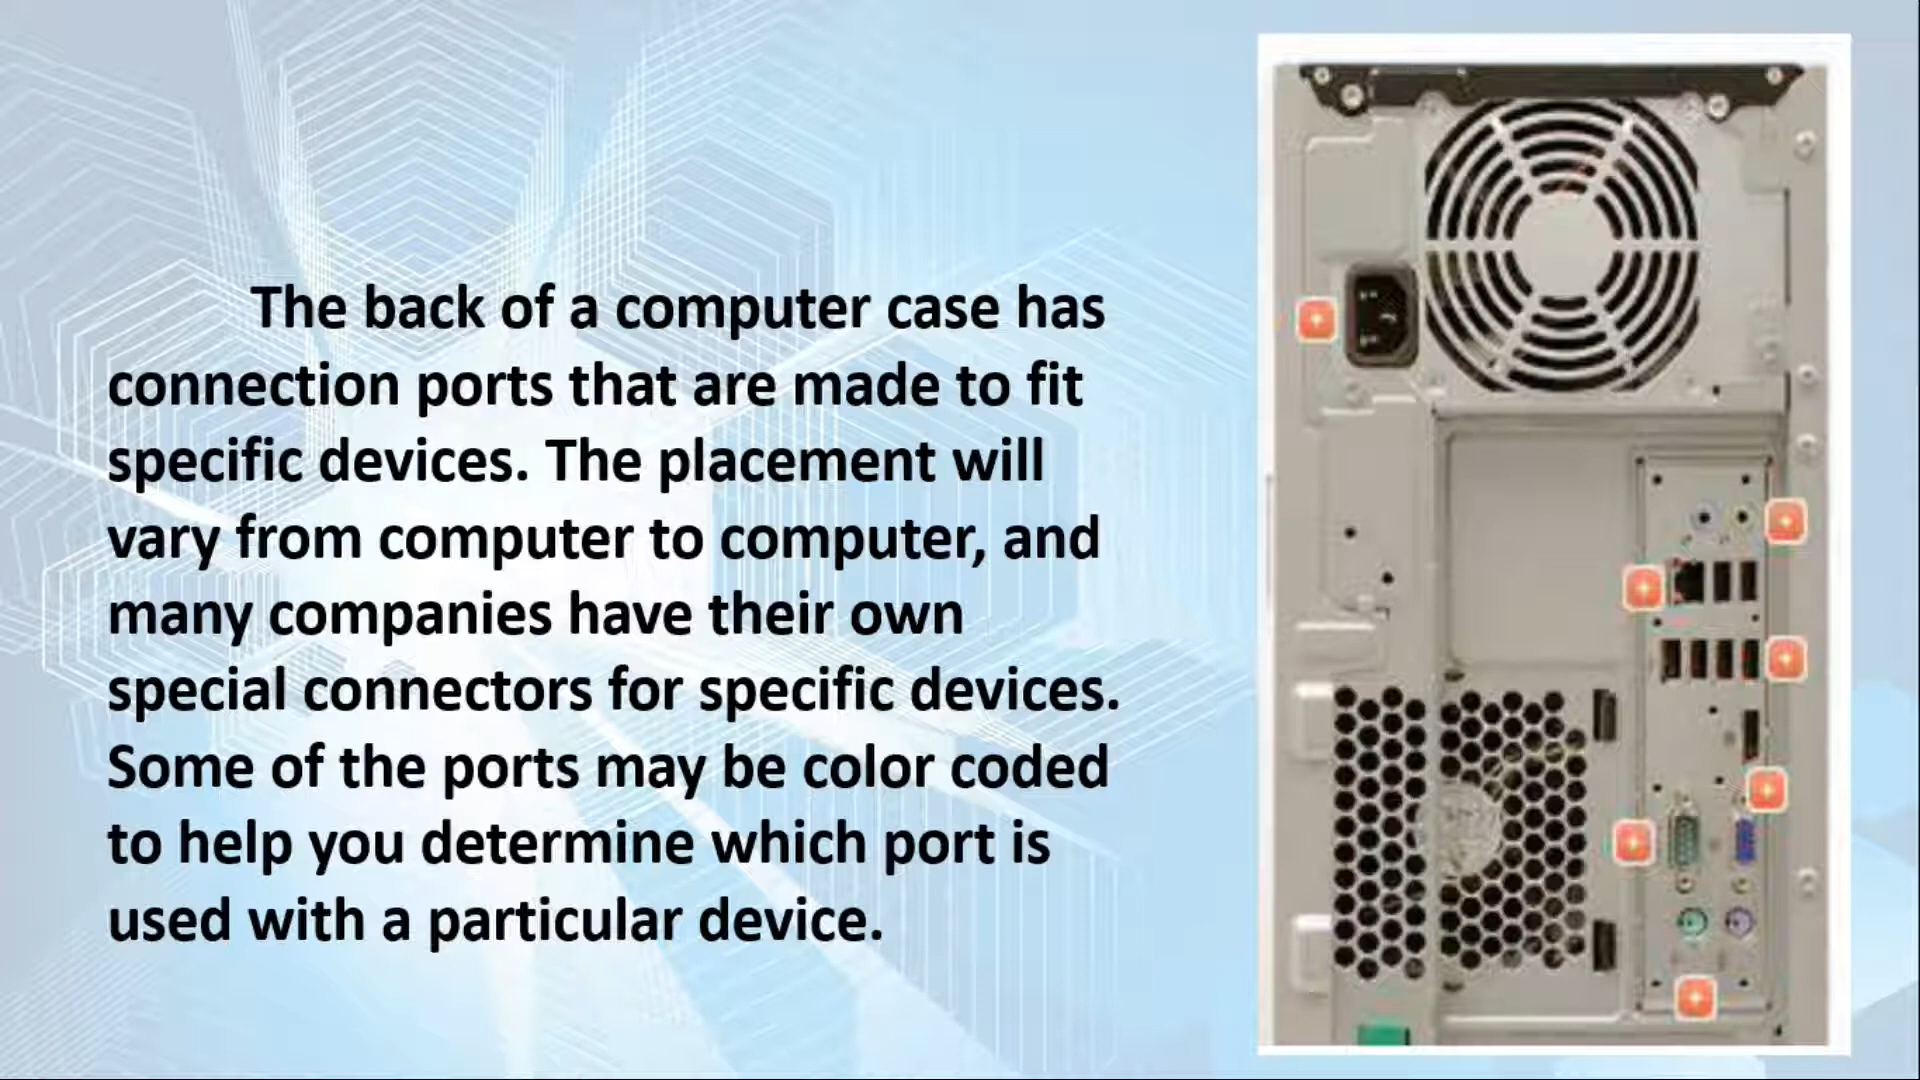 The back of a computer case has
connection ports that are made to fit
specific devices. The placement will
vary from computer to computer, and
many companies have their own
special connectors for specific devices.
Some of the ports may be color coded
to help you determine which port is
used with a particular device.